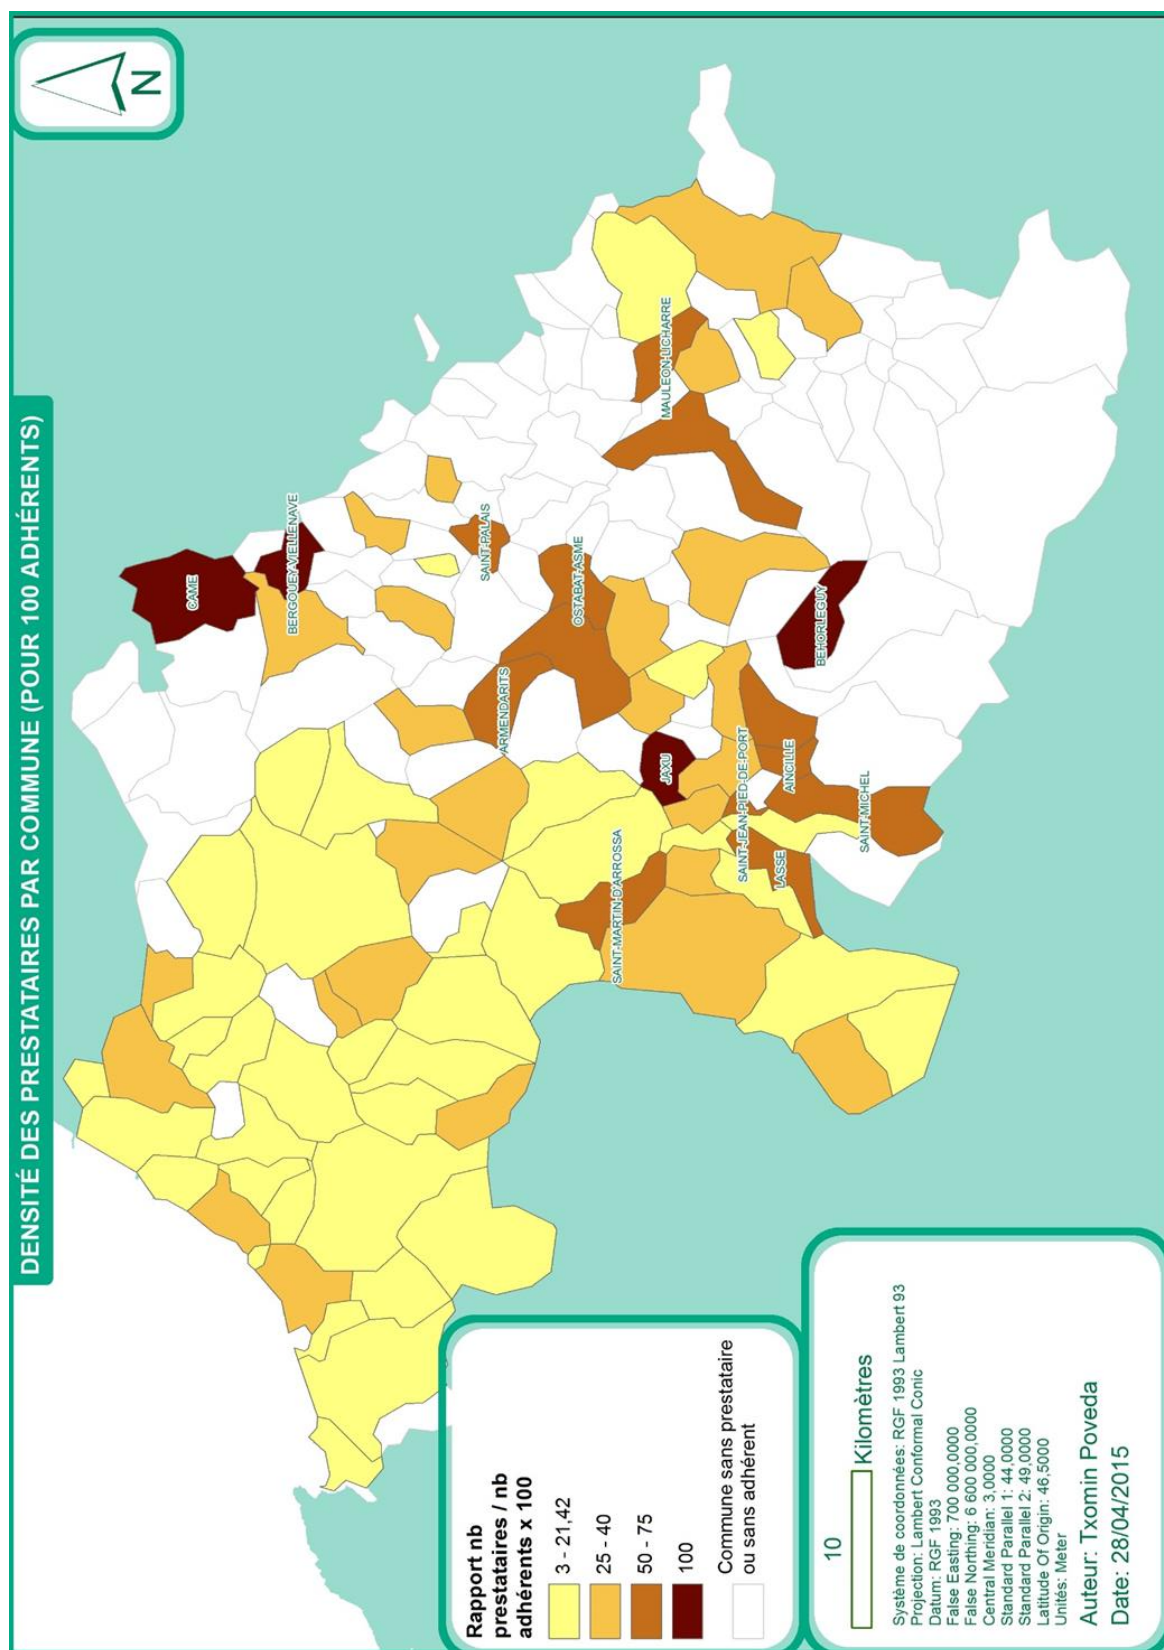 DENSITÉ DES PRESTATAIRES PAR COMMUNE (POUR 100 ADHÉRENTS)
N
CAME
BERGOUEY-VIELLENAVE
SAINT-PALAIS
MAULEON-LICHARRE
OSTABAT-ASME
ARMENDARITS
BEHORLEGUY
JAXU
SAINT-MARTIN-D'ARROSSA
SAINT-JEAN-PIED-DE-PORT
AINCILLE
LASSE
SAINT-MICHEL
Rapport nb
prestataires / nb
adhérents x 100
3 - 21,42
25 - 40
50 - 75
100
Commune sans prestataire
ou sans adhérent
10
Kilomètres
Système de coordonnées: RGF 1993 Lambert 93
Projection: Lambert Conformal Conic
Datum: RGF 1993
False Easting: 700 000,0000
False Northing: 6 600 000,0000
Central Meridian: 3,0000
Standard Parallel 1: 44,0000
Standard Parallel 2: 49,0000
Latitude Of Origin: 46,5000
Unités: Meter
Auteur: Txomin Poveda
Date: 28/04/2015